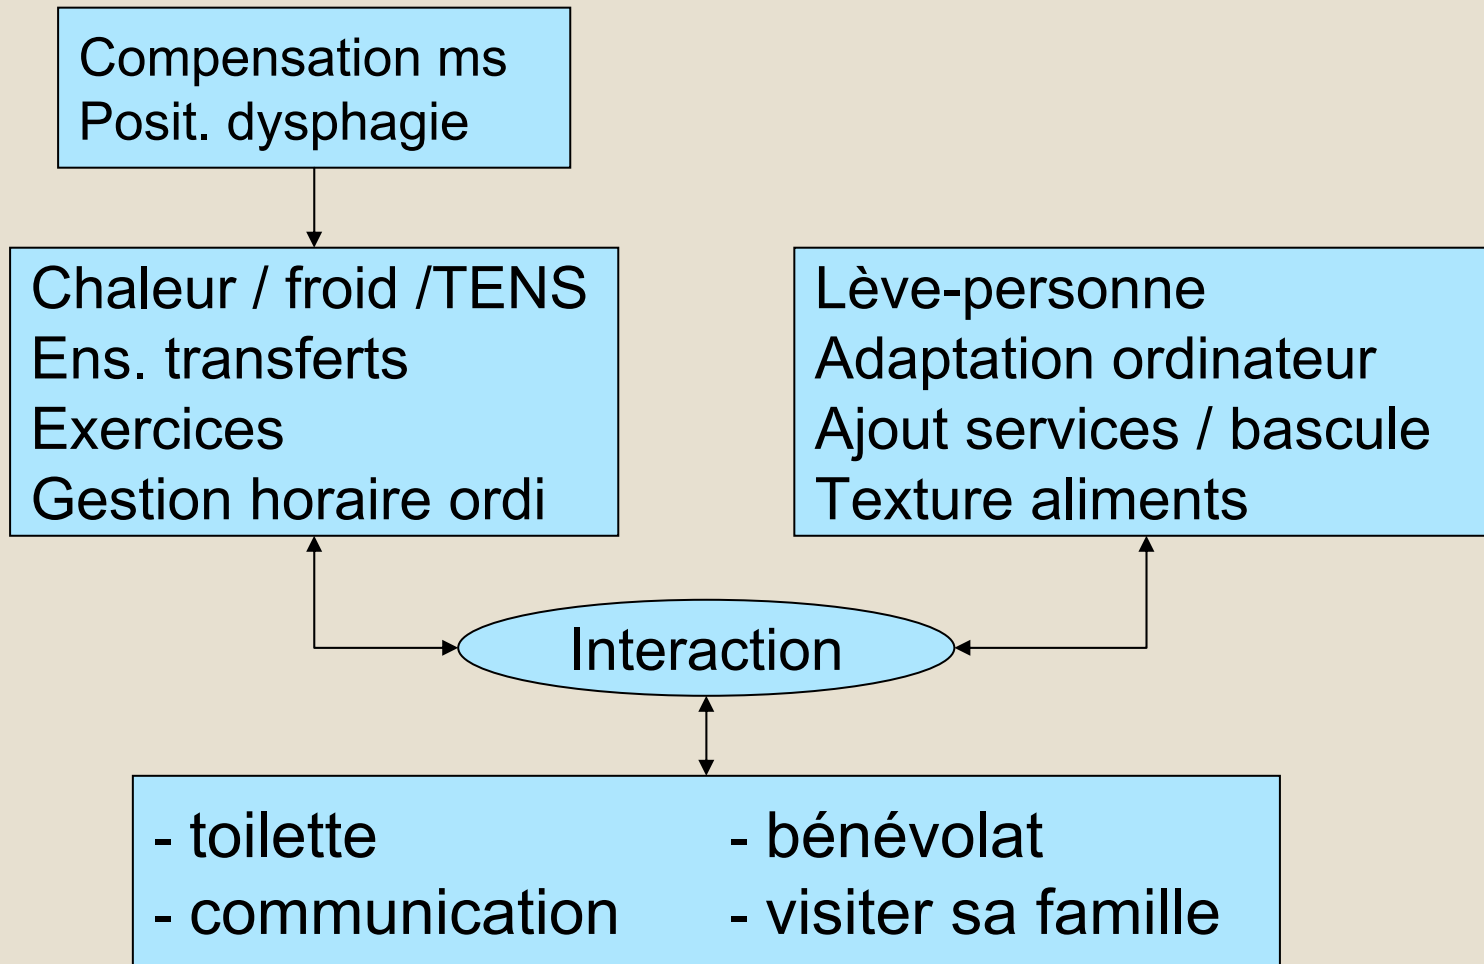 Compensation ms
Posit. dysphagie
Chaleur / froid /TENS
Ens. transferts
Exercices
Gestion horaire ordi
Lève-personne
Adaptation ordinateur
Ajout services / bascule
Texture aliments
Interaction
- toilette - bénévolat
- communication - visiter sa famille